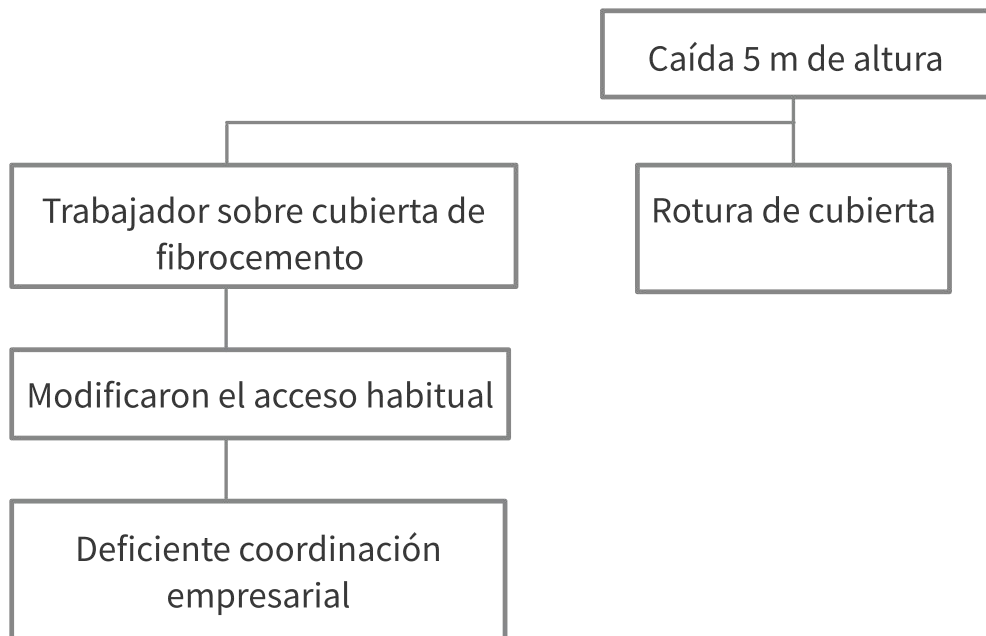 Caída 5 m de altura
Trabajador sobre cubierta de
fibrocemento
Rotura de cubierta
Modificaron el acceso habitual
Deficiente coordinación
empresarial